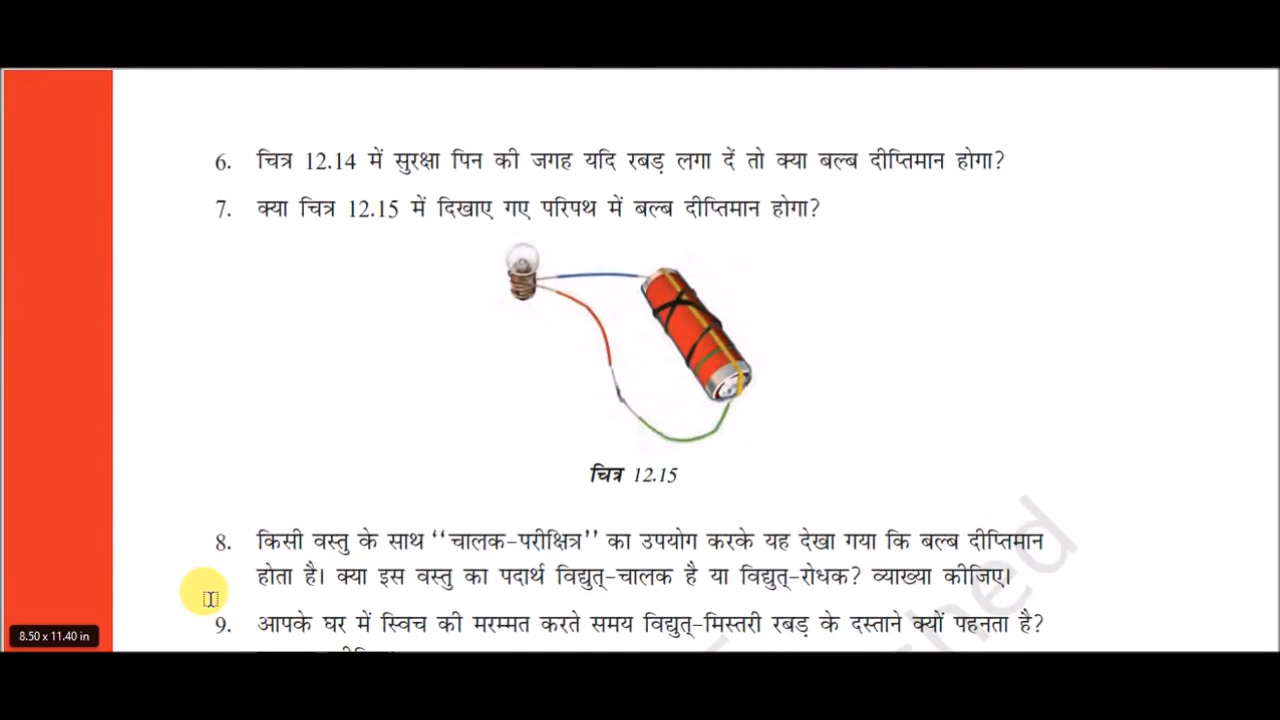 6. चित्र 12.14 में सुरक्षा पिन की जगह यदि रबड़ लगा दें तो क्या बल्ब दीप्तिमान होगा?
7. क्या चित्र 12.15 में दिखाए गए परिपथ में बल्ब दीप्तिमान होगा?
चित्र 12.15
8. किसी वस्तु के साथ ‘‘चालक-परीक्षित्र’’ का उपयोग करके यह देखा गया कि बल्ब दीप्तिमान
होता है। क्या इस वस्तु का पदार्थ विद्युत्-चालक है या विद्युत्-रोधक? व्याख्या कीजिए।
9. आपके घर में स्विच की मरम्मत करते समय विद्युत्-मिस्तरी रबड़ के दस्ताने क्यों पहनता है?
8.50 x 11.40 in